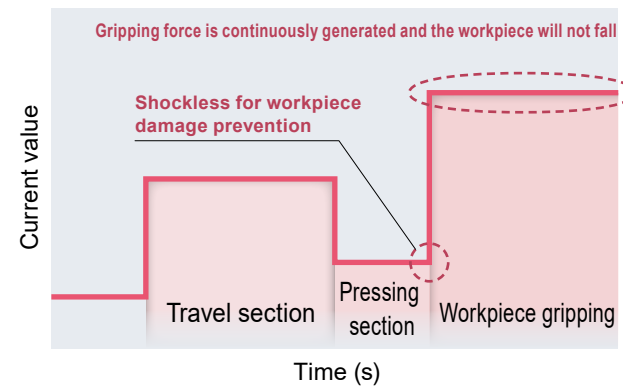 Gripping force is continuously generated and the workpiece will not fall
Shockless for workpiece
damage prevention
Current value
Travel section
Pressing
section
Workpiece gripping
Time (s)